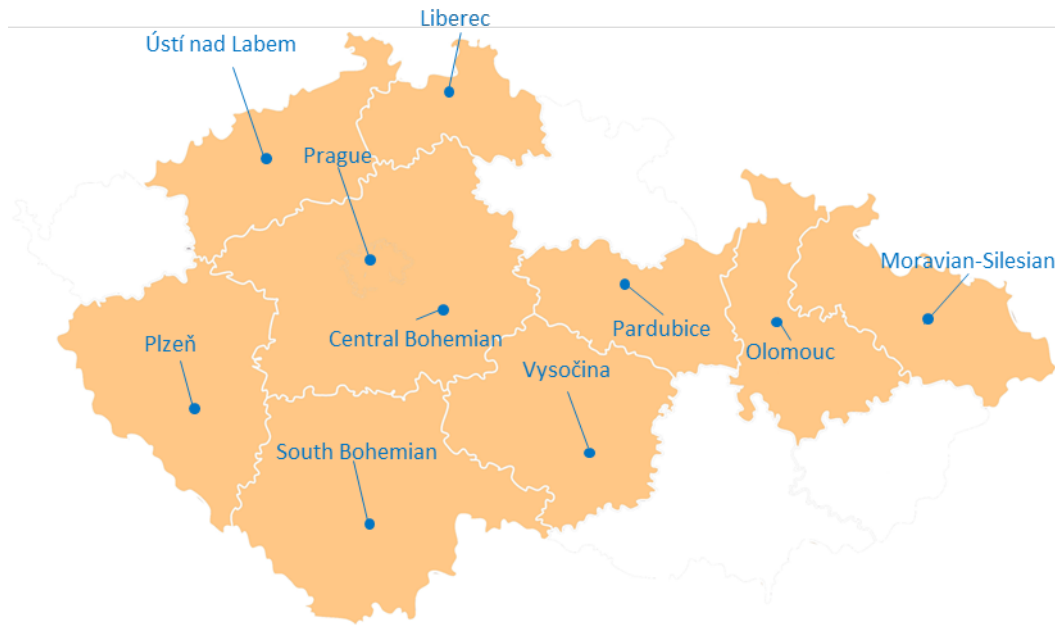 Liberec
Ústí nad Labem
Prague
Moravian-Silesian
Pardubice
Central Bohemian
Plzeň
Olomouc
Vysočina
South Bohemian